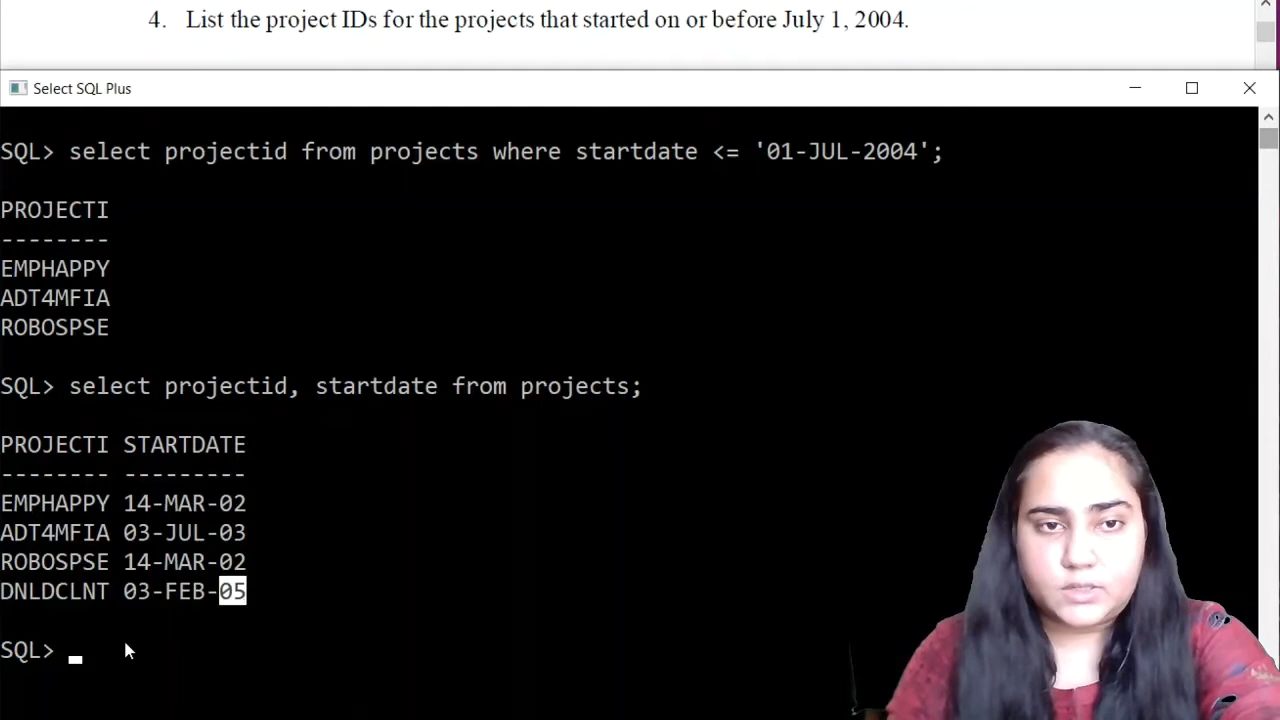 4. List the project IDs for the projects that started on or before July 1, 2004.
Select SQL Plus
SQL> select projectid from projects where startdate <= '01-JUL-2004';
PROJECTI
--------
EMPHAPPY
ADT4MFIA
ROBOSPSE
SQL> select projectid, startdate from projects;
PROJECTI STARTDATE
-------- ---------
EMPHAPPY 14-MAR-02
ADT4MFIA 03-JUL-03
ROBOSPSE 14-MAR-02
DNLDCLNT 03-FEB-05
SQL>